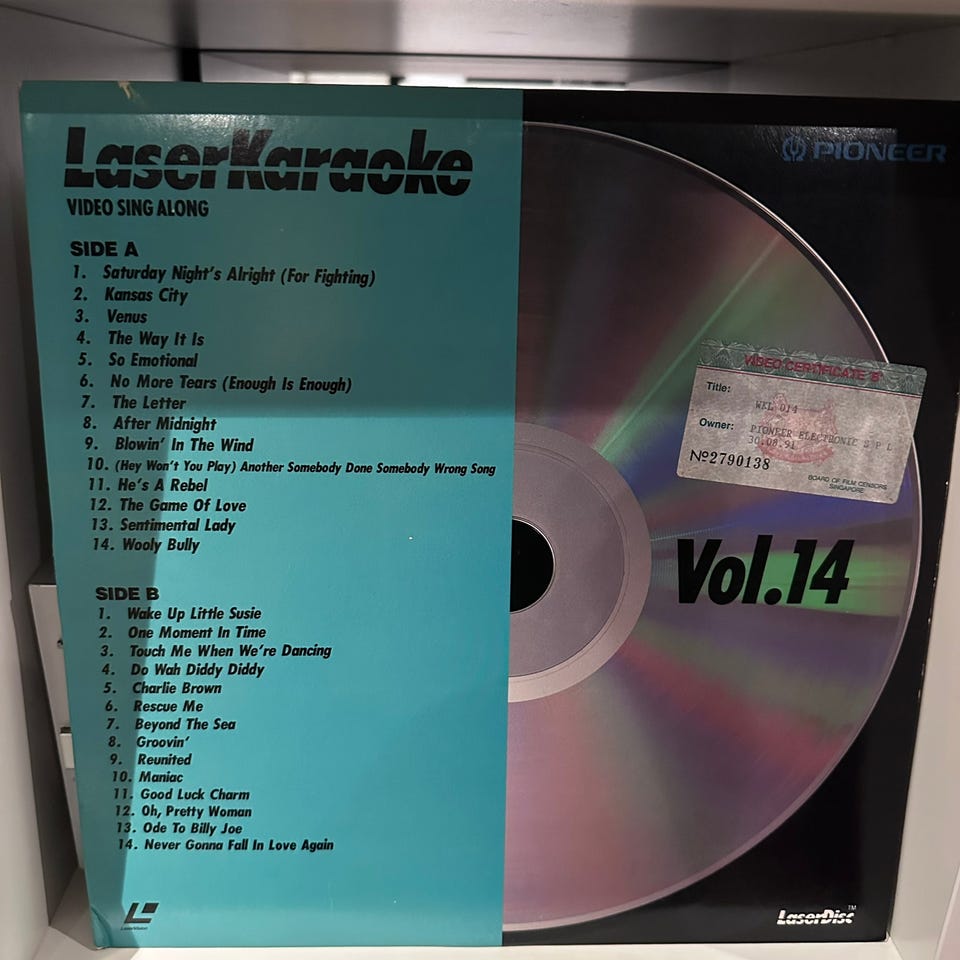 LaserKaraoke
VIDEO SING ALONG
SIDE A
1. Saturday Night's Alright (For Fighting)
2. Kansas City
3. Venus
4. The Way It Is
5. So Emotional
6. No More Tears (Enough Is Enough)
7. The Letter
8. After Midnight
9. Blowin' In The Wind
10. (Hey Won't You Play) Another Somebody Done Somebody Wrong Song
11. He's A Rebel
12. The Game Of Love
13. Sentimental Lady
14. Wooly Bully
SIDE B
1. Wake Up Little Susie
2. One Moment In Time
3. Touch Me When We're Dancing
4. Do Wah Diddy Diddy
5. Charlie Brown
6. Rescue Me
7. Beyond The Sea
8. Groovin'
9. Reunited
10. Maniac
11. Good Luck Charm
12. Oh, Pretty Woman
13. Ode To Billy Joe
14. Never Gonna Fall In Love Again
LaserVision
PIONEER
VIDEO CERTIFICATE B
Title: WKL 014
Owner: PIONEER ELECTRONIC S P L
30.08.91
Nº2790138
BOARD OF FILM CENSORS
SINGAPORE
Vol.14
LaserDisc TM